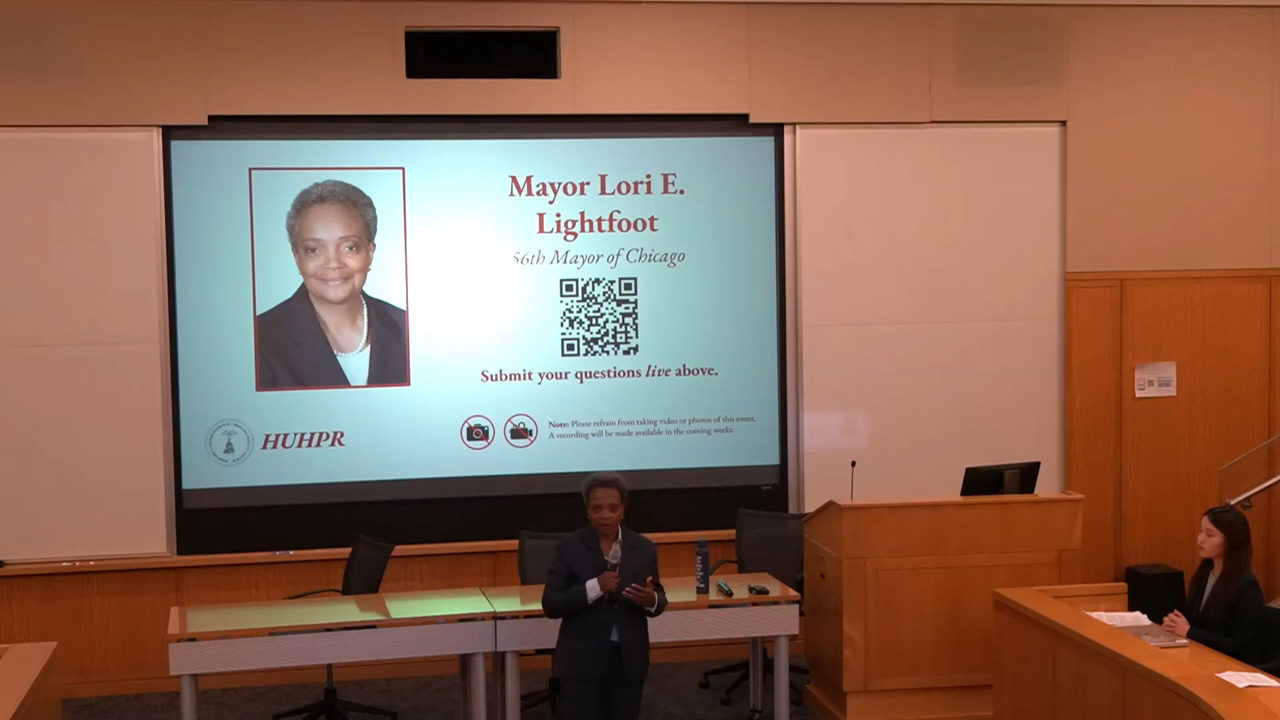 Mayor Lori E.
Lightfoot
56th Mayor of Chicago
Submit your questions live above.
HUHPR
Note: Please refrain from taking video or photos of this event.
A recording will be made available in the coming weeks.